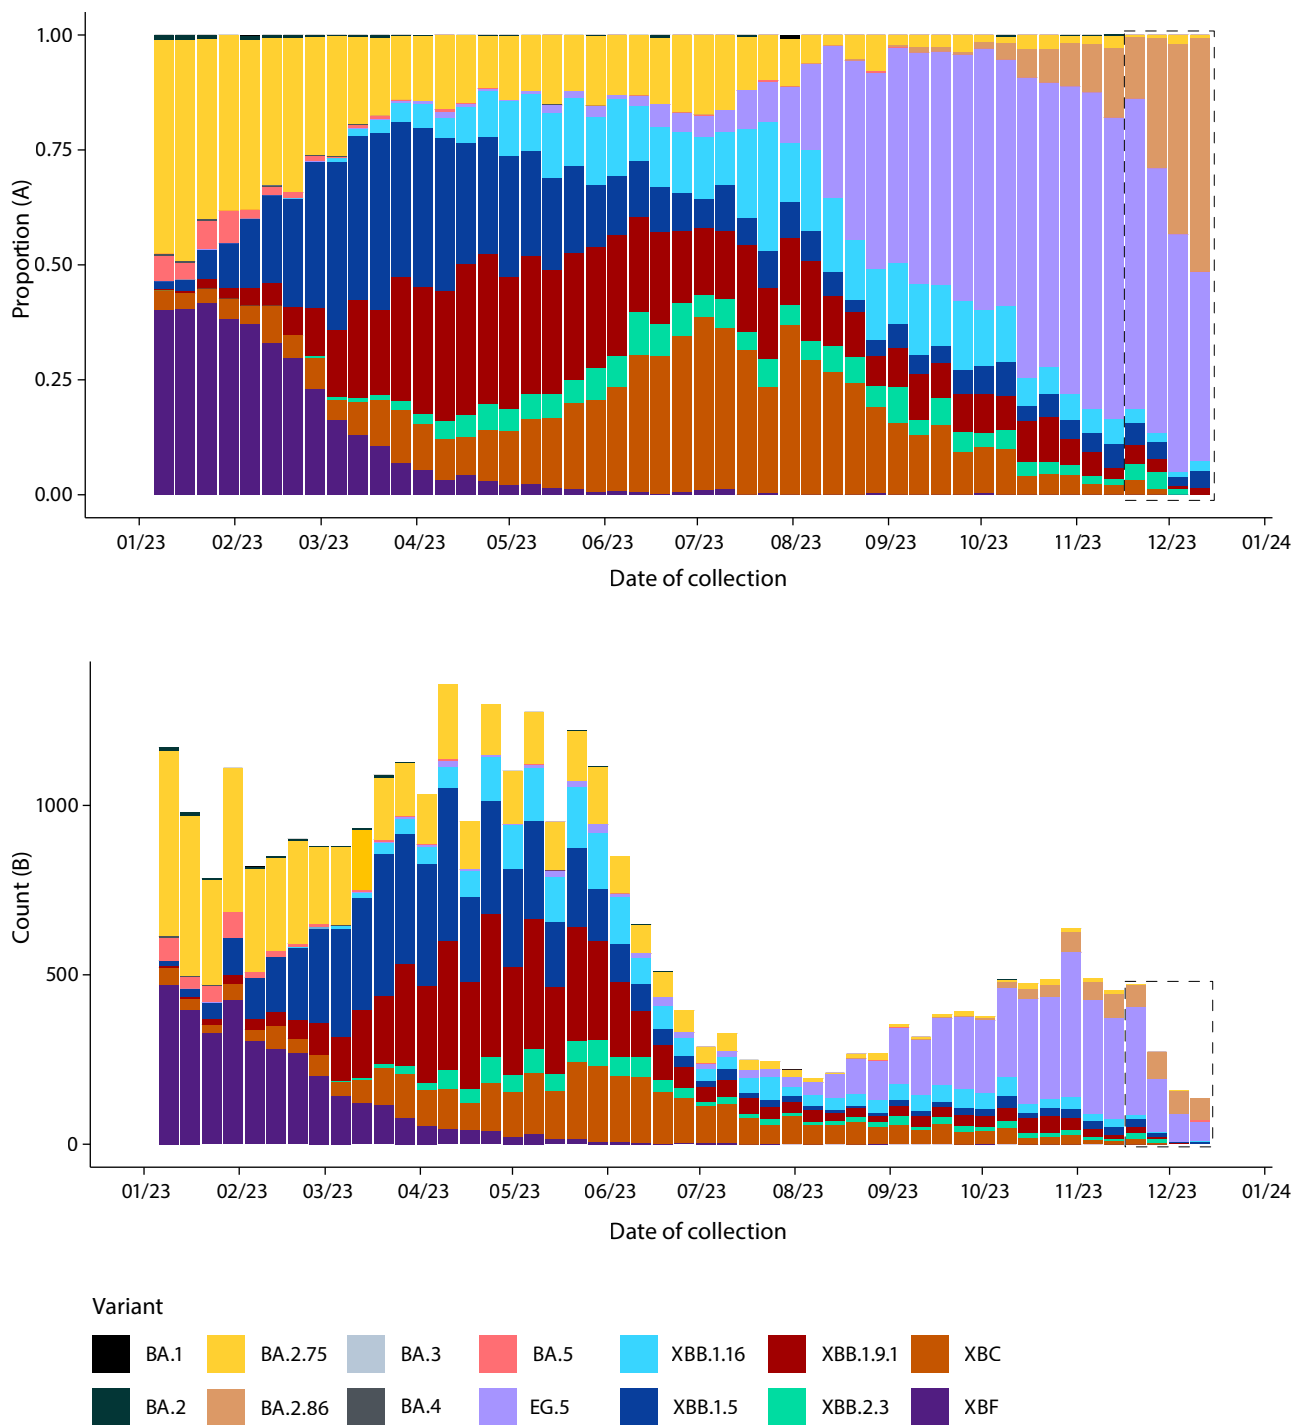 1.00
0.75
0.50
0.25
0.00
Proportion (A)
01/23 02/23 03/23 04/23 05/23 06/23 07/23 08/23 09/23 10/23 11/23 12/23 01/24
Date of collection
1000
500
0
Count (B)
01/23 02/23 03/23 04/23 05/23 06/23 07/23 08/23 09/23 10/23 11/23 12/23 01/24
Date of collection
Variant
BA.1 BA.2.75 BA.3 BA.5 XBB.1.16 XBB.1.9.1 XBC
BA.2 BA.2.86 BA.4 EG.5 XBB.1.5 XBB.2.3 XBF